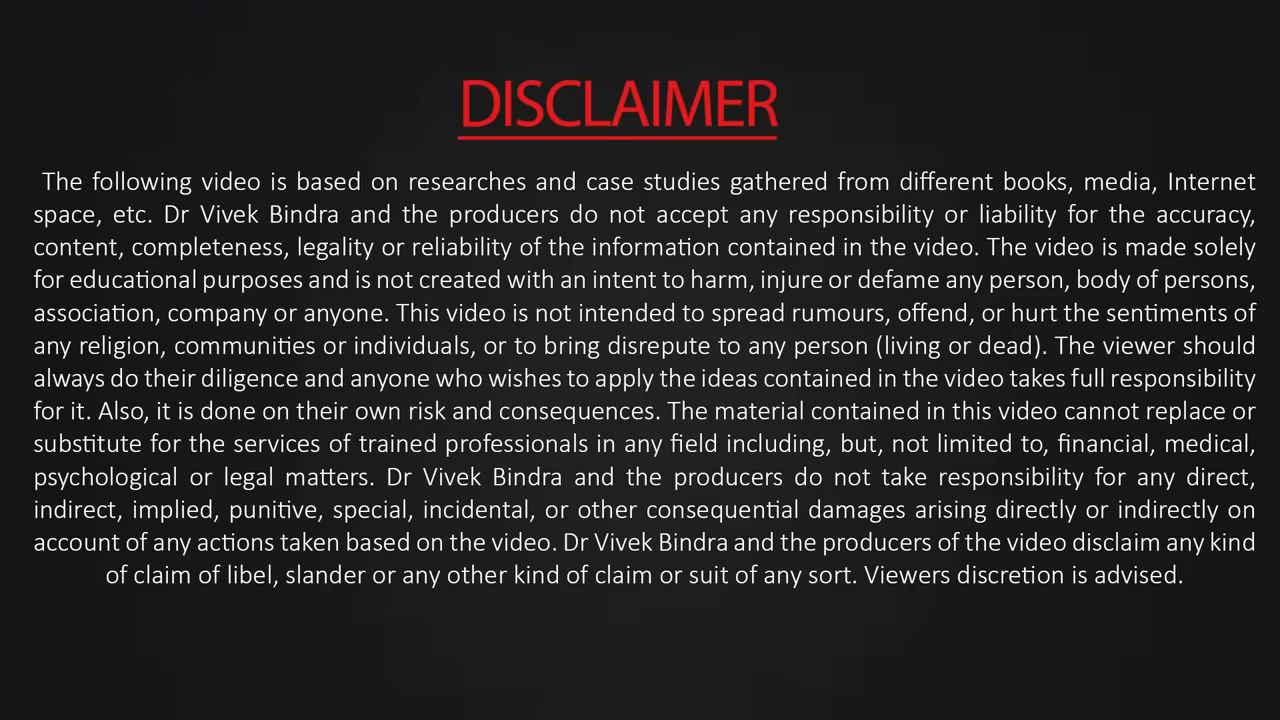 DISCLAIMER
The following video is based on researches and case studies gathered from different books, media, Internet
space, etc. Dr Vivek Bindra and the producers do not accept any responsibility or liability for the accuracy,
content, completeness, legality or reliability of the information contained in the video. The video is made solely
for educational purposes and is not created with an intent to harm, injure or defame any person, body of persons,
association, company or anyone. This video is not intended to spread rumours, offend, or hurt the sentiments of
any religion, communities or individuals, or to bring disrepute to any person (living or dead). The viewer should
always do their diligence and anyone who wishes to apply the ideas contained in the video takes full responsibility
for it. Also, it is done on their own risk and consequences. The material contained in this video cannot replace or
substitute for the services of trained professionals in any field including, but, not limited to, financial, medical,
psychological or legal matters. Dr Vivek Bindra and the producers do not take responsibility for any direct,
indirect, implied, punitive, special, incidental, or other consequential damages arising directly or indirectly on
account of any actions taken based on the video. Dr Vivek Bindra and the producers of the video disclaim any kind
of claim of libel, slander or any other kind of claim or suit of any sort. Viewers discretion is advised.